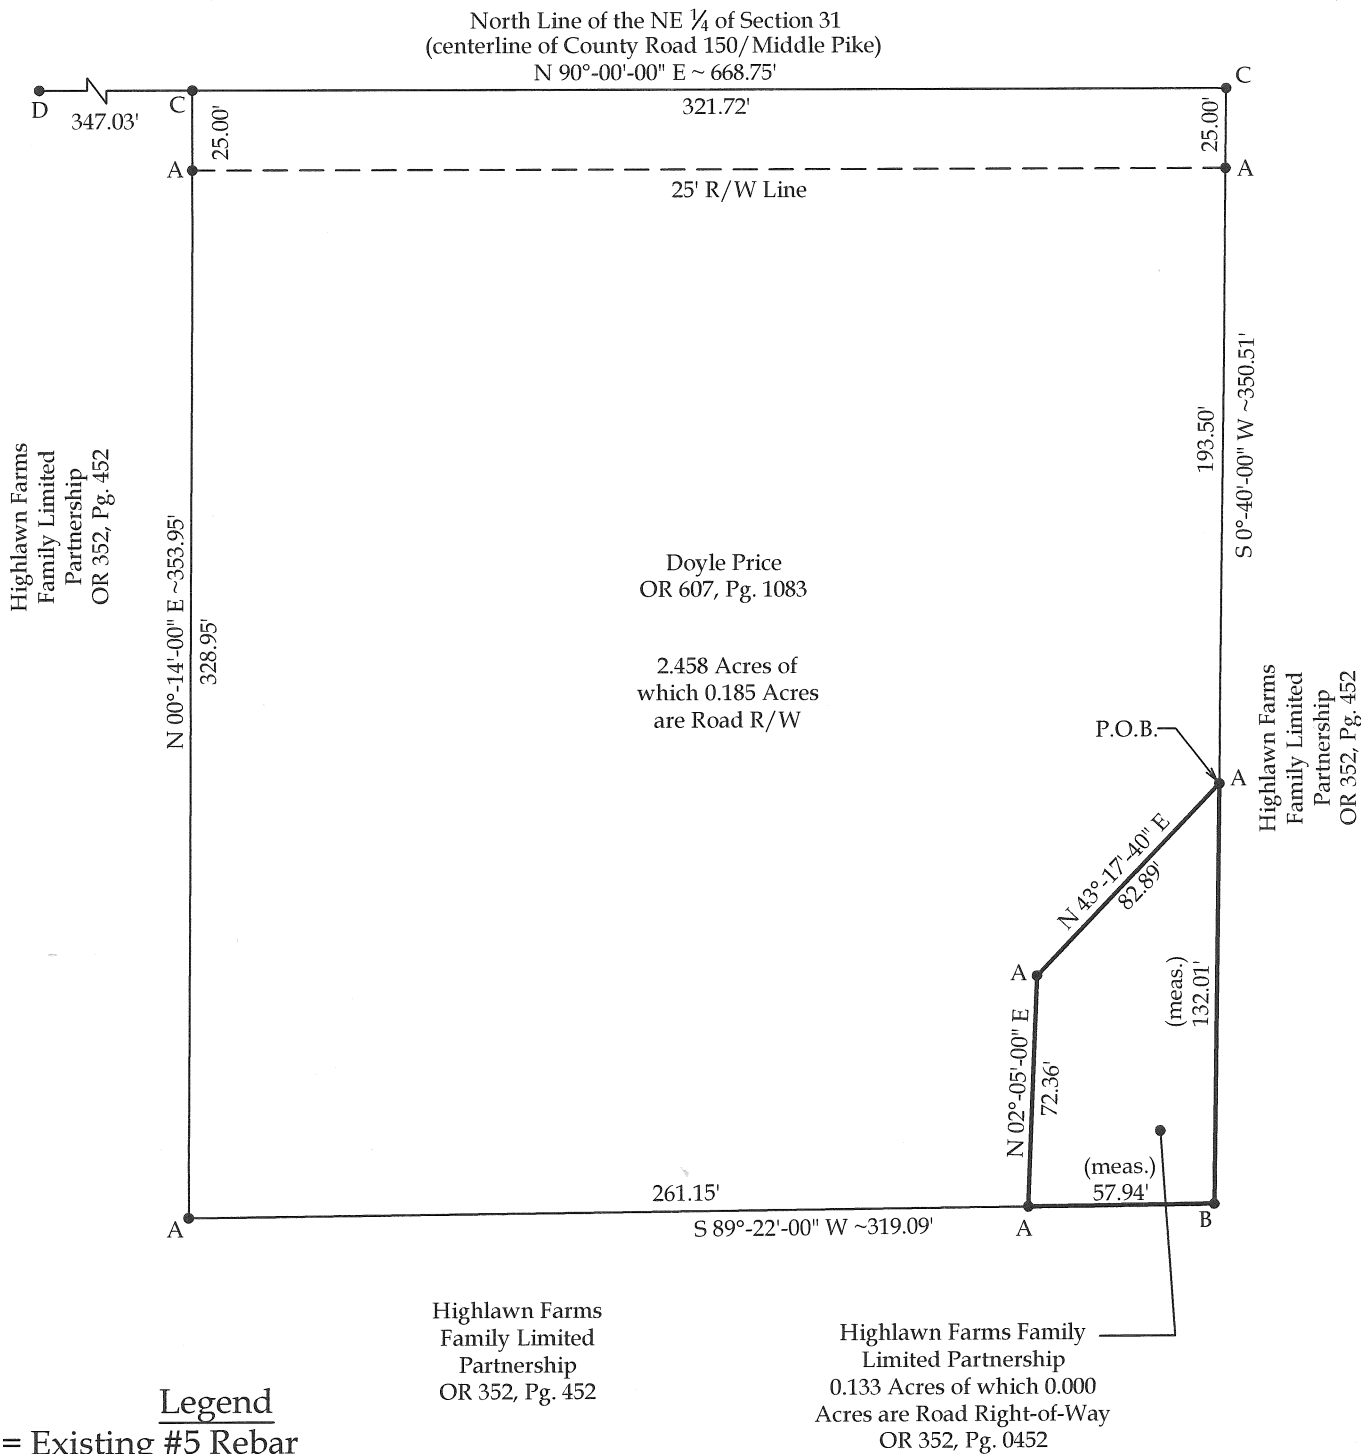 North Line of the NE ¼ of Section 31
(centerline of County Road 150/Middle Pike)
N 90°-00'-00" E ~ 668.75'
D
347.03'
C
321.72'
C
25.00'
25.00'
A
25' R/W Line
A
Highlawn Farms
Family Limited
Partnership
OR 352, Pg. 452
N 00°-14'-00" E ~353.95'
328.95'
193.50'
S 0°-40'-00" W ~350.51'
Doyle Price
OR 607, Pg. 1083
2.458 Acres of
which 0.185 Acres
are Road R/W
Highlawn Farms
Family Limited
Partnership
OR 352, Pg. 452
P.O.B.
A
N 43°-17'-40" E
82.89'
A
(meas.)
132.01'
N 02°-05'-00" E
72.36'
(meas.)
57.94'
261.15'
A
S 89°-22'-00" W ~319.09'
A
B
Highlawn Farms
Family Limited
Partnership
OR 352, Pg. 452
Highlawn Farms Family
Limited Partnership
0.133 Acres of which 0.000
Acres are Road Right-of-Way
OR 352, Pg. 0452
Legend
= Existing #5 Rebar